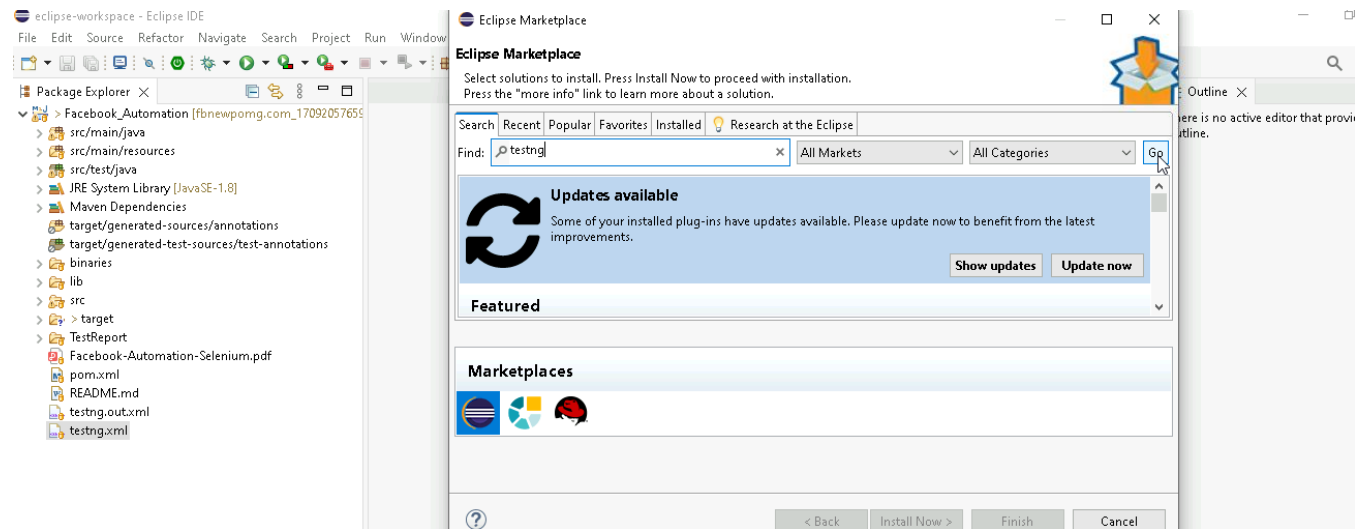 eclipse-workspace - Eclipse IDE
File Edit Source Refactor Navigate Search Project Run Window
Package Explorer
> Facebook_Automation [fbnewpomg.com_1709205765
src/main/java
src/main/resources
src/test/java
JRE System Library [JavaSE-1.8]
Maven Dependencies
target/generated-sources/annotations
target/generated-test-sources/test-annotations
binaries
lib
src
> target
TestReport
Facebook-Automation-Selenium.pdf
pom.xml
README.md
testng.out.xml
testng.xml
Eclipse Marketplace
Eclipse Marketplace
Select solutions to install. Press Install Now to proceed with installation.
Press the "more info" link to learn more about a solution.
Search Recent Popular Favorites Installed Research at the Eclipse
Find: testng All Markets All Categories Go
Updates available
Some of your installed plug-ins have updates available. Please update now to benefit from the latest
improvements.
Show updates Update now
Featured
Marketplaces
? < Back Install Now > Finish Cancel
Outline
here is no active editor that provi
utline.